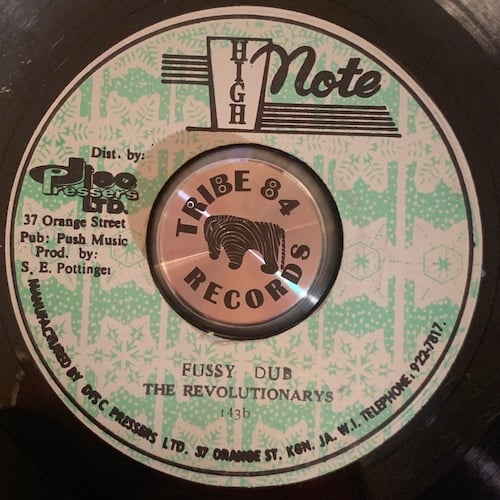 HIGH Note
Dist. by:
Disc Pressers LTD.
37 Orange Street
Pub: Push Music
Prod. by:
S. E. Pottinger
TRIBE 84
RECORDS
FUSSY DUB
THE REVOLUTIONARYS
143b
MANUFACTURED BY DISC PRESSERS LTD. 37 ORANGE ST. KGN. JA. W.I. TELEPHONE: 922-7817.